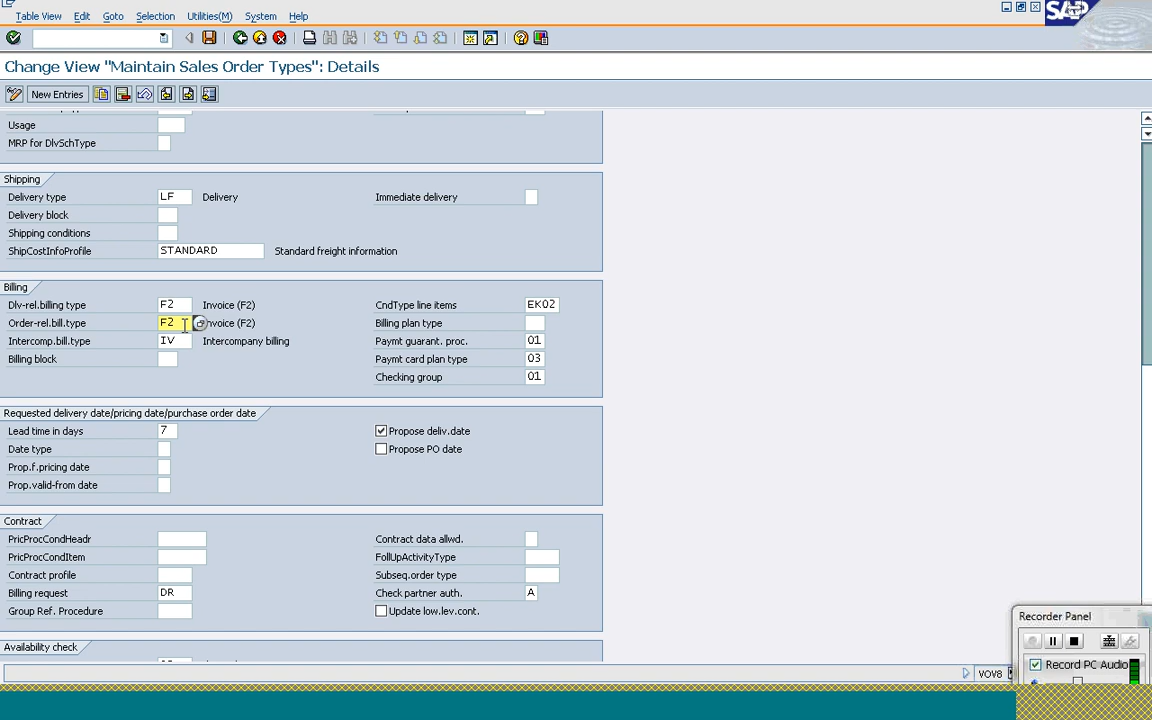 Table View Edit Goto Selection Utilities(M) System Help
SAP
Change View "Maintain Sales Order Types": Details
New Entries
Usage
MRP for DlvSchType
Shipping
Delivery type LF Delivery Immediate delivery
Delivery block
Shipping conditions
ShipCostInfoProfile STANDARD Standard freight information
Billing
Dlv-rel.billing type F2 Invoice (F2) CndType line items EK02
Order-rel.bill.type F2 nvoice (F2) Billing plan type
Intercomp.bill.type IV Intercompany billing Paymt guarant. proc. 01
Billing block Paymt card plan type 03
Checking group 01
Requested delivery date/pricing date/purchase order date
Lead time in days 7 Propose deliv.date
Date type Propose PO date
Prop.f.pricing date
Prop.valid-from date
Contract
PricProcCondHeadr Contract data allwd.
PricProcCondItem FollUpActivityType
Contract profile Subseq.order type
Billing request DR Check partner auth. A
Group Ref. Procedure Update low.lev.cont.
Recorder Panel
Availability check
Record PC Audio
VOV8